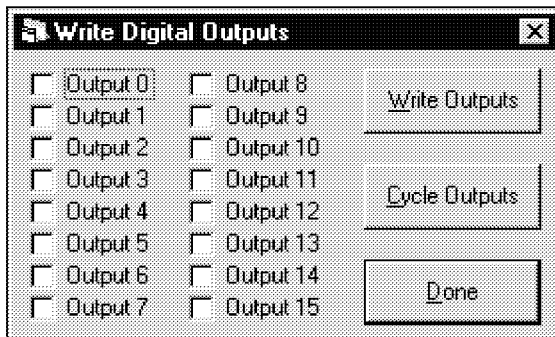 Write Digital Outputs
Output 0
Output 1
Output 2
Output 3
Output 4
Output 5
Output 6
Output 7
Output 8
Output 9
Output 10
Output 11
Output 12
Output 13
Output 14
Output 15
Write Outputs
Cycle Outputs
Done